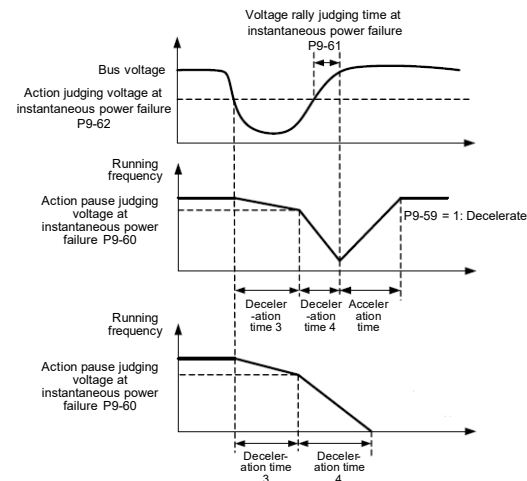 Voltage rally judging time at
instantaneous power failure
P9-61
Bus voltage
Action judging voltage at
instantaneous power failure
P9-62
Running
frequency
Action pause judging
voltage at
instantaneous power
failure P9-60
P9-59 = 1: Decelerate
Deceler
-ation
time 3
Deceler
-ation
time 4
Acceler
ation
time
Running
frequency
Action pause judging
voltage at
instantaneous power
failure P9-60
Deceler-
ation time
3
Deceler-
ation time
4